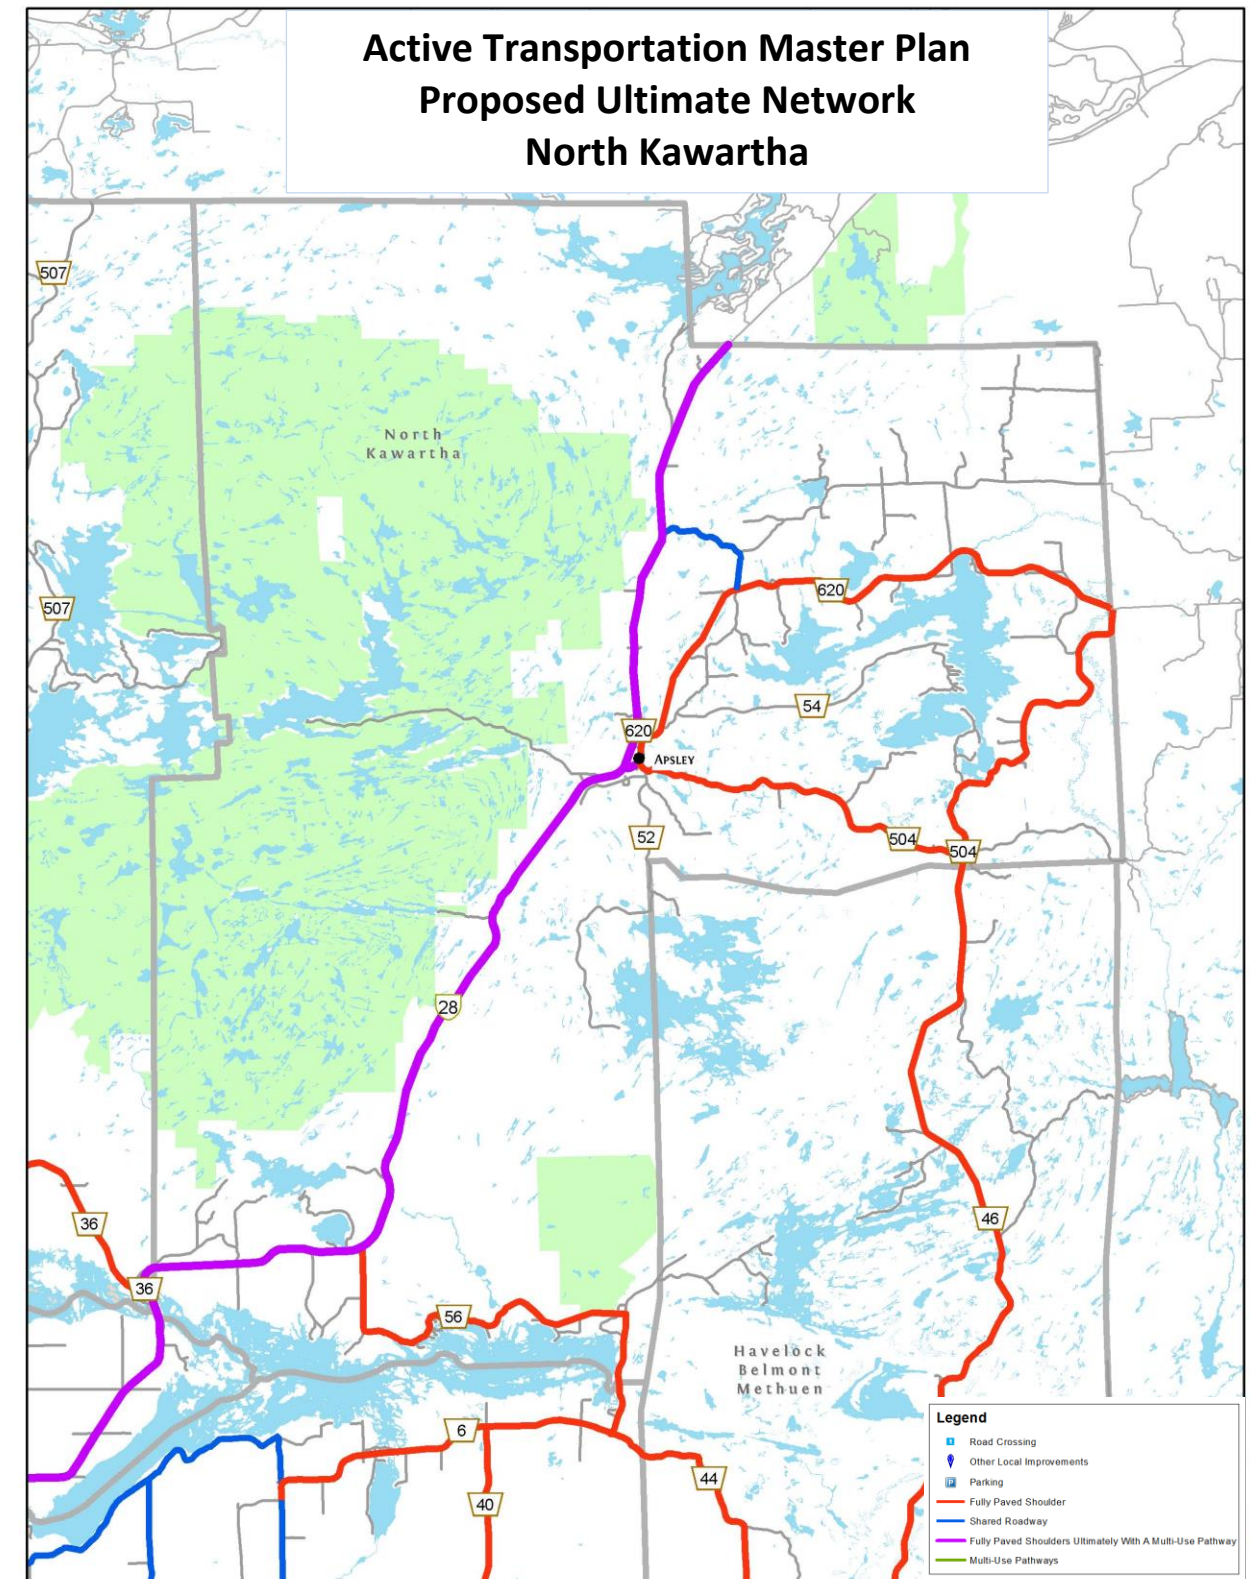 Active Transportation Master Plan
Proposed Ultimate Network
North Kawartha
507
North
Kawartha
507
620
54
620
APSLEY
52
504
504
28
36
46
36
56
Havelock
Belmont
Methuen
6
44
40
Legend
Road Crossing
Other Local Improvements
P
Parking
Fully Paved Shoulder
Shared Roadway
Fully Paved Shoulders Ultimately With A Multi-Use Pathway
Multi-Use Pathways